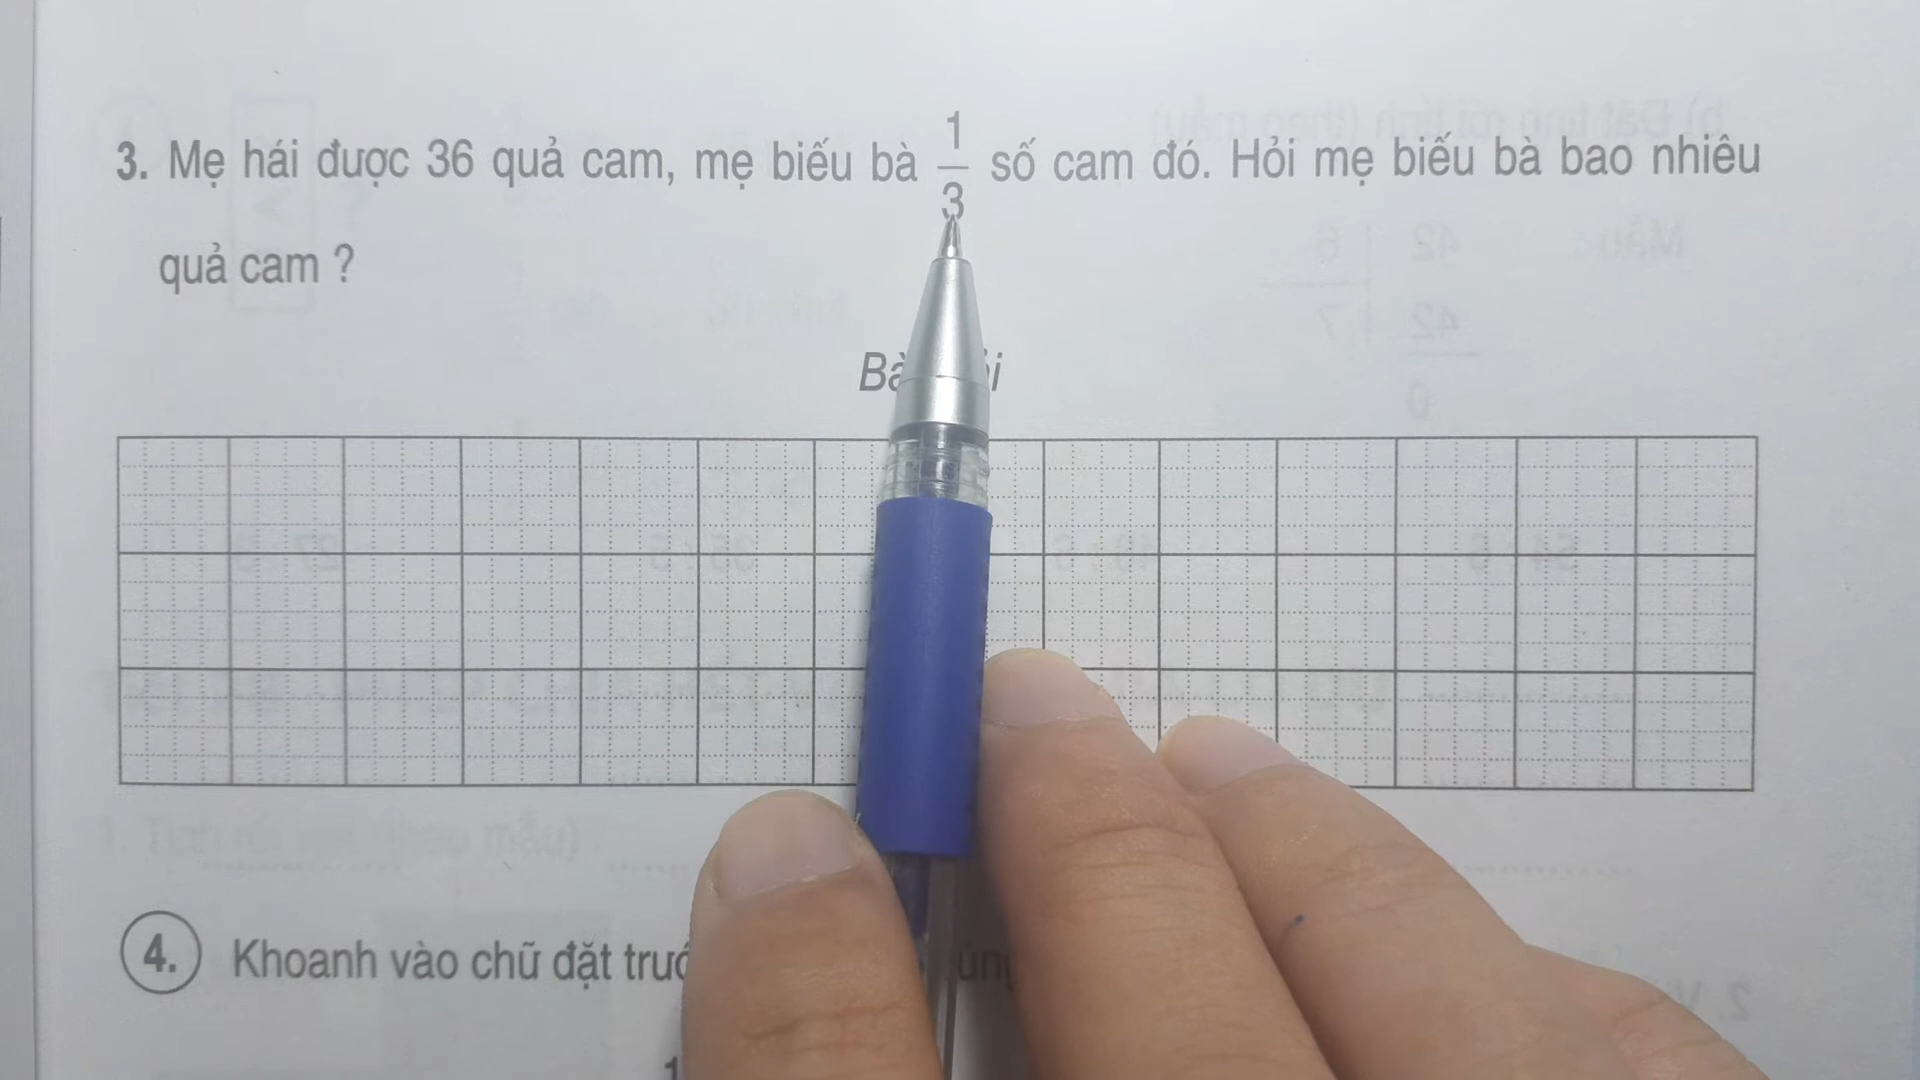 3. Mẹ hái được 36 quả cam, mẹ biếu bà 1/3 số cam đó. Hỏi mẹ biếu bà bao nhiêu
quả cam ?
4. Khoanh vào chữ đặt